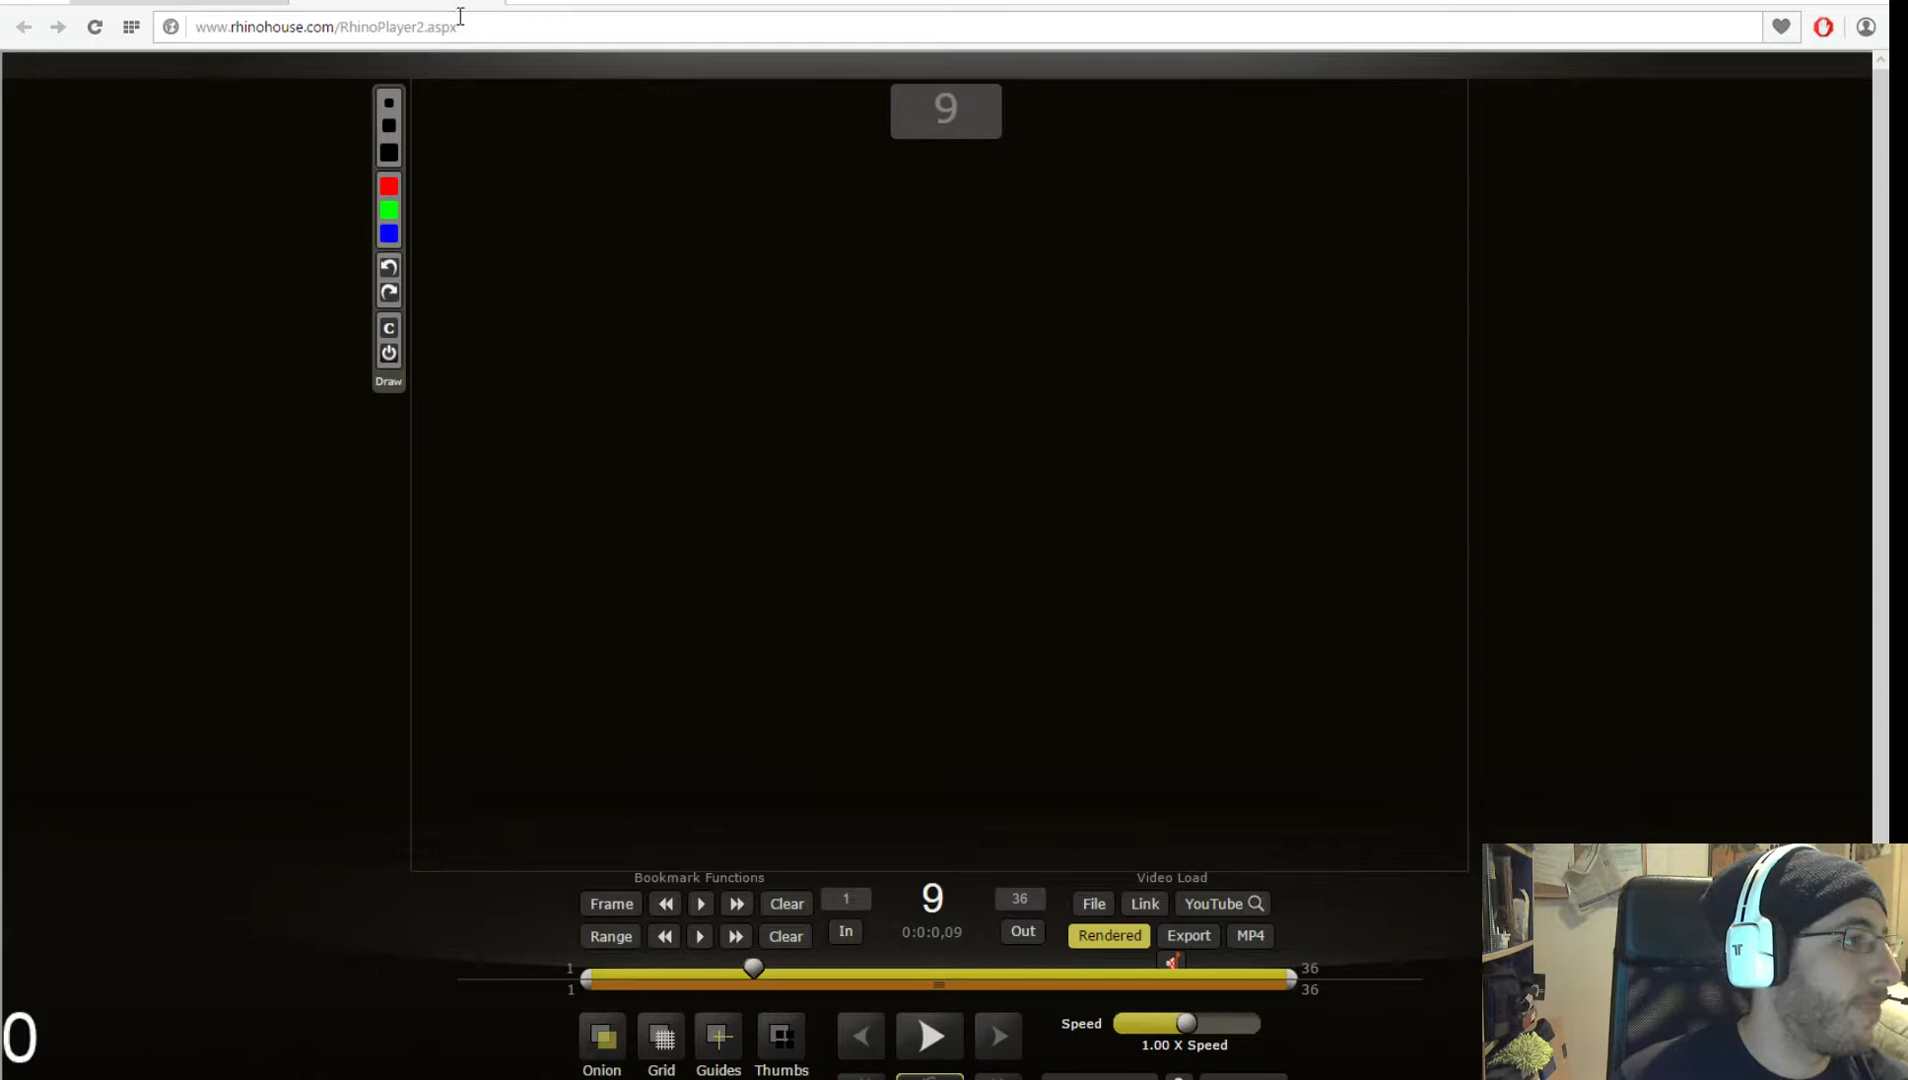 www.rhinohouse.com/RhinoPlayer2.aspx
9
C
Draw
Bookmark Functions
Video Load
Frame
Clear
1
9
36
File
Link
YouTube
Range
Clear
In
0:0:0,09
Out
Rendered
Export
MP4
1
36
1
36
0
Onion
Grid
Guides
Thumbs
Speed
1.00 X Speed